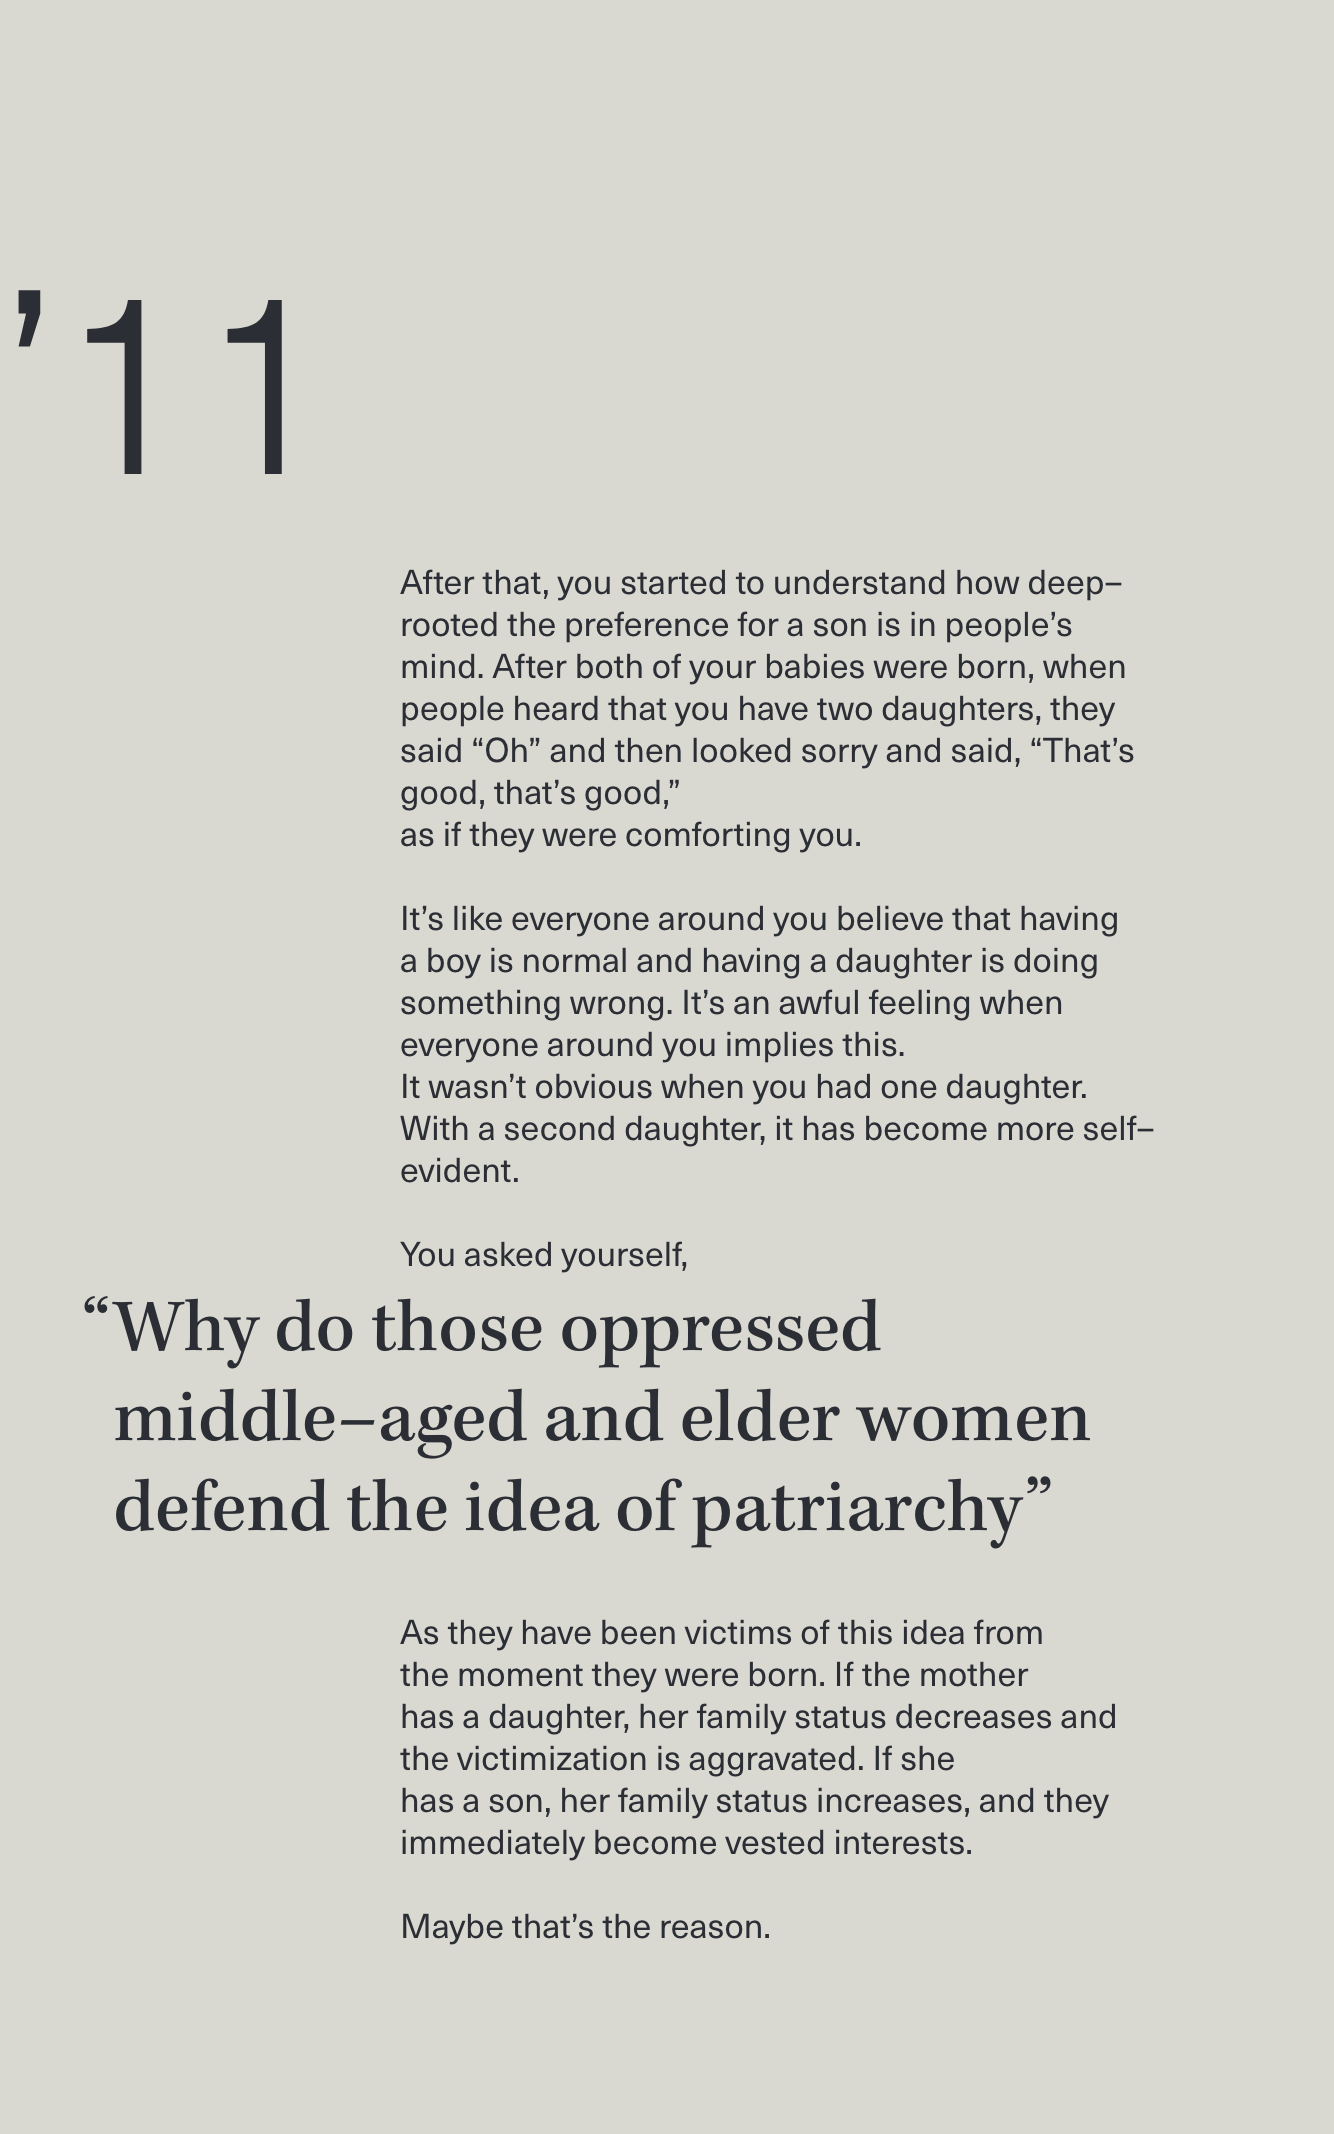 ’11
After that, you started to understand how deep–
rooted the preference for a son is in people’s
mind. After both of your babies were born, when
people heard that you have two daughters, they
said “Oh” and then looked sorry and said, “That’s
good, that’s good,”
as if they were comforting you.
It’s like everyone around you believe that having
a boy is normal and having a daughter is doing
something wrong. It’s an awful feeling when
everyone around you implies this.
It wasn’t obvious when you had one daughter.
With a second daughter, it has become more self–
evident.
You asked yourself,
“Why do those oppressed
middle–aged and elder women
defend the idea of patriarchy”
As they have been victims of this idea from
the moment they were born. If the mother
has a daughter, her family status decreases and
the victimization is aggravated. If she
has a son, her family status increases, and they
immediately become vested interests.
Maybe that’s the reason.